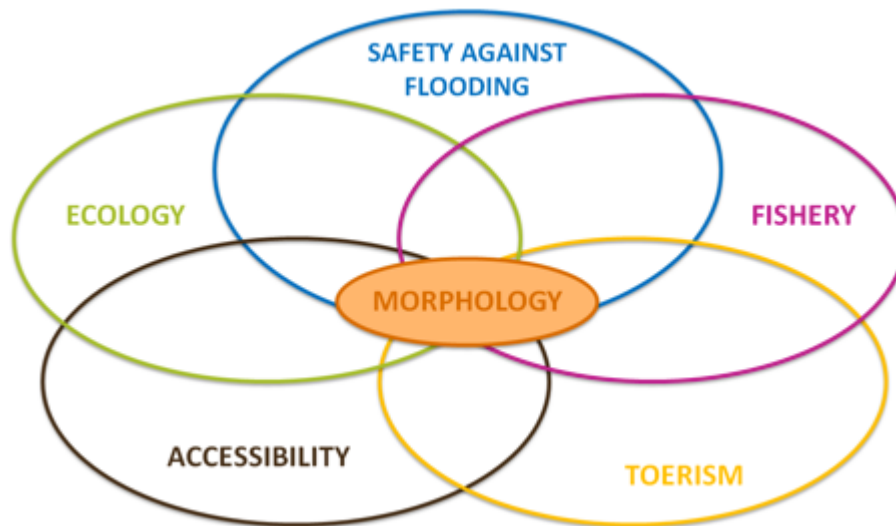 SAFETY AGAINST
FLOODING
ECOLOGY
FISHERY
MORPHOLOGY
ACCESSIBILITY
TOERISM